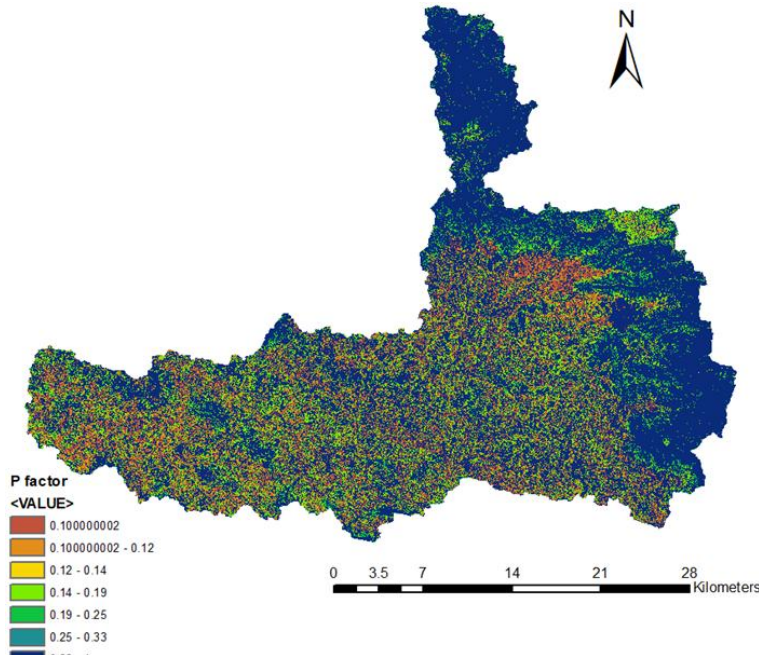 N
P factor
<VALUE>
0.100000002
0.100000002 - 0.12
0.12 - 0.14
0.14 - 0.19
0.19 - 0.25
0.25 - 0.33
0 3.5 7 14 21 28
Kilometers